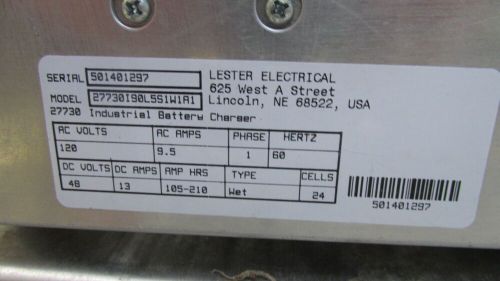 SERIAL 501401297 LESTER ELECTRICAL
625 West A Street
MODEL 27730I90L5S1W1A1 Lincoln, NE 68522, USA
27730 Industrial Battery Charger
AC VOLTS AC AMPS PHASE HERTZ
120 9.5 1 60
DC VOLTS DC AMPS AMP HRS TYPE CELLS
48 13 105-210 Wet 24
501401297